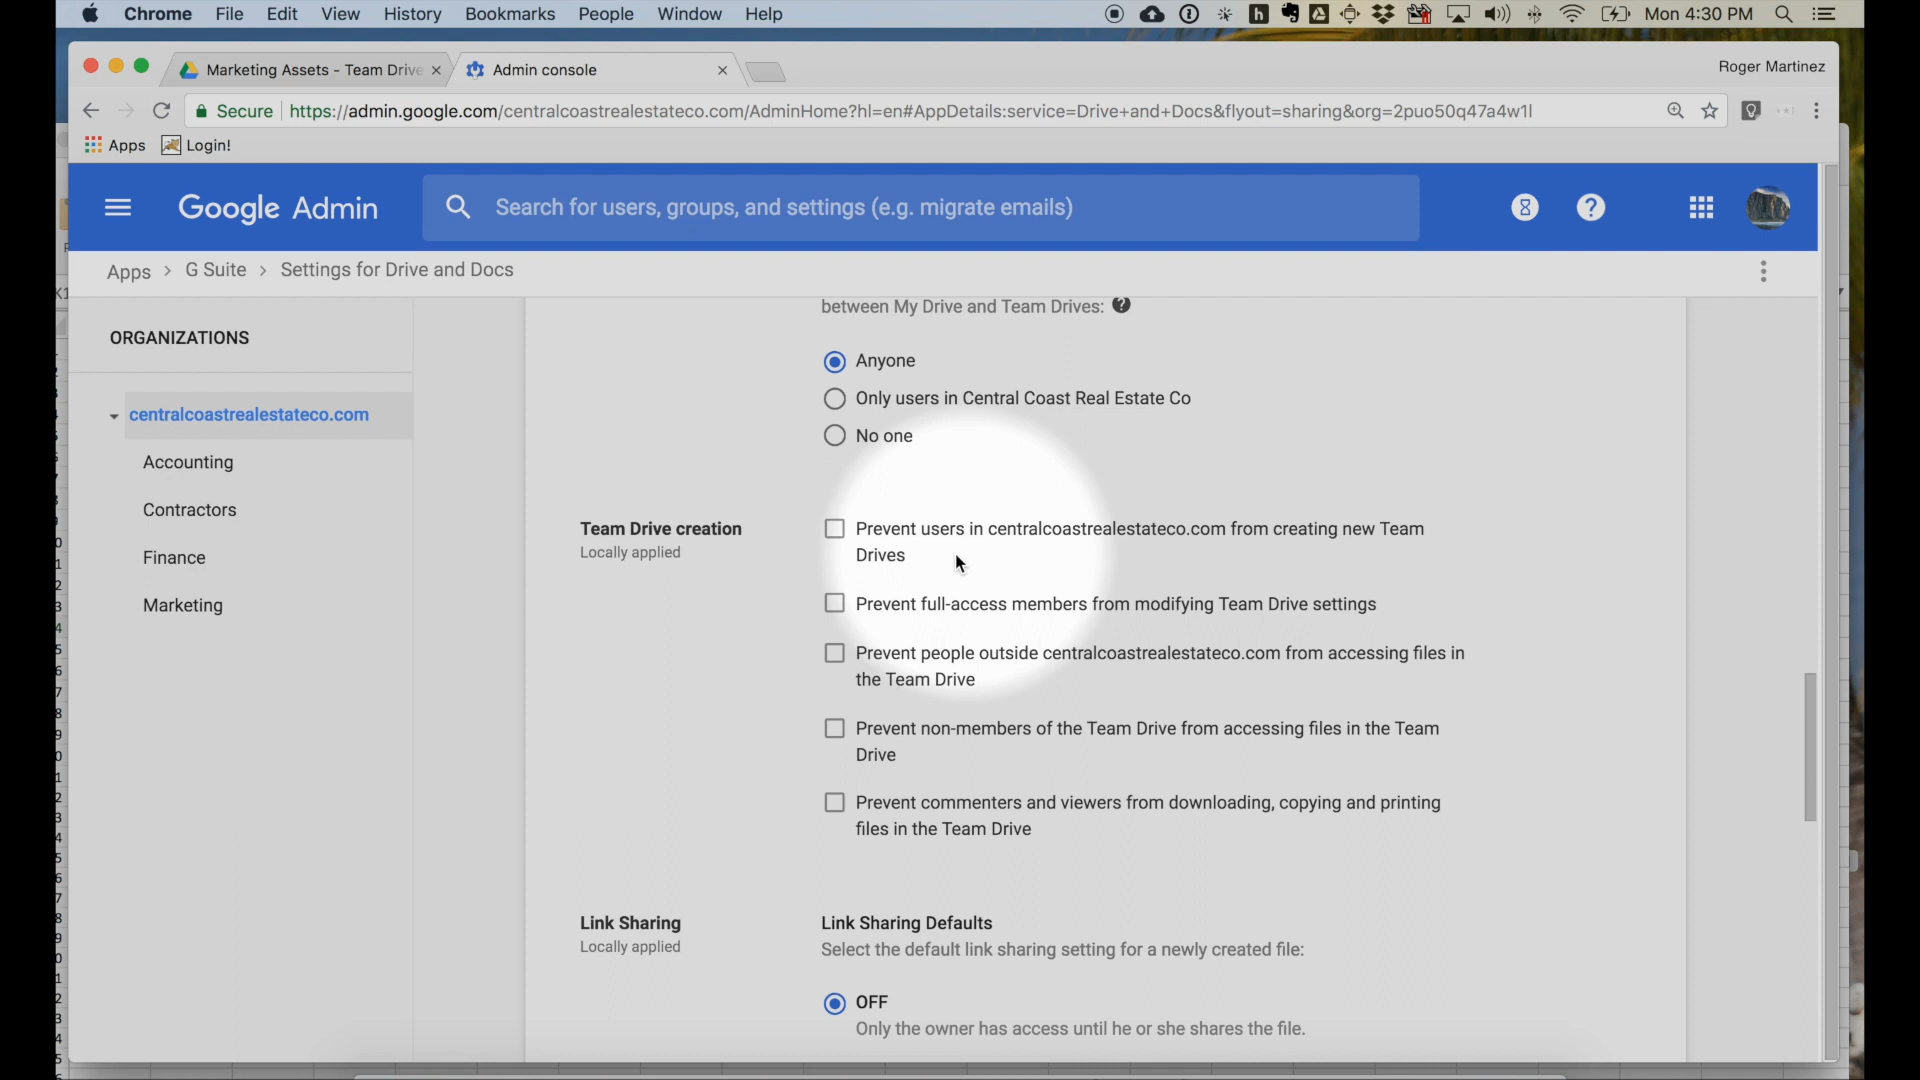 Chrome File Edit View History Bookmarks People Window Help Mon 4:30 PM
Marketing Assets - Team Drive Admin console Roger Martinez
Secure https://admin.google.com/centralcoastrealestateco.com/AdminHome?hl=en#AppDetails:service=Drive+and+Docs&flyout=sharing&org=2puo50q47a4w1l
Apps Login!
Google Admin Search for users, groups, and settings (e.g. migrate emails)
Apps > G Suite > Settings for Drive and Docs
between My Drive and Team Drives:
ORGANIZATIONS
centralcoastrealestateco.com
Accounting
Contractors
Finance
Marketing
Anyone
Only users in Central Coast Real Estate Co
No one
Team Drive creation
Locally applied
Prevent users in centralcoastrealestateco.com from creating new Team
Drives
Prevent full-access members from modifying Team Drive settings
Prevent people outside centralcoastrealestateco.com from accessing files in
the Team Drive
Prevent non-members of the Team Drive from accessing files in the Team
Drive
Prevent commenters and viewers from downloading, copying and printing
files in the Team Drive
Link Sharing
Locally applied
Link Sharing Defaults
Select the default link sharing setting for a newly created file:
OFF
Only the owner has access until he or she shares the file.